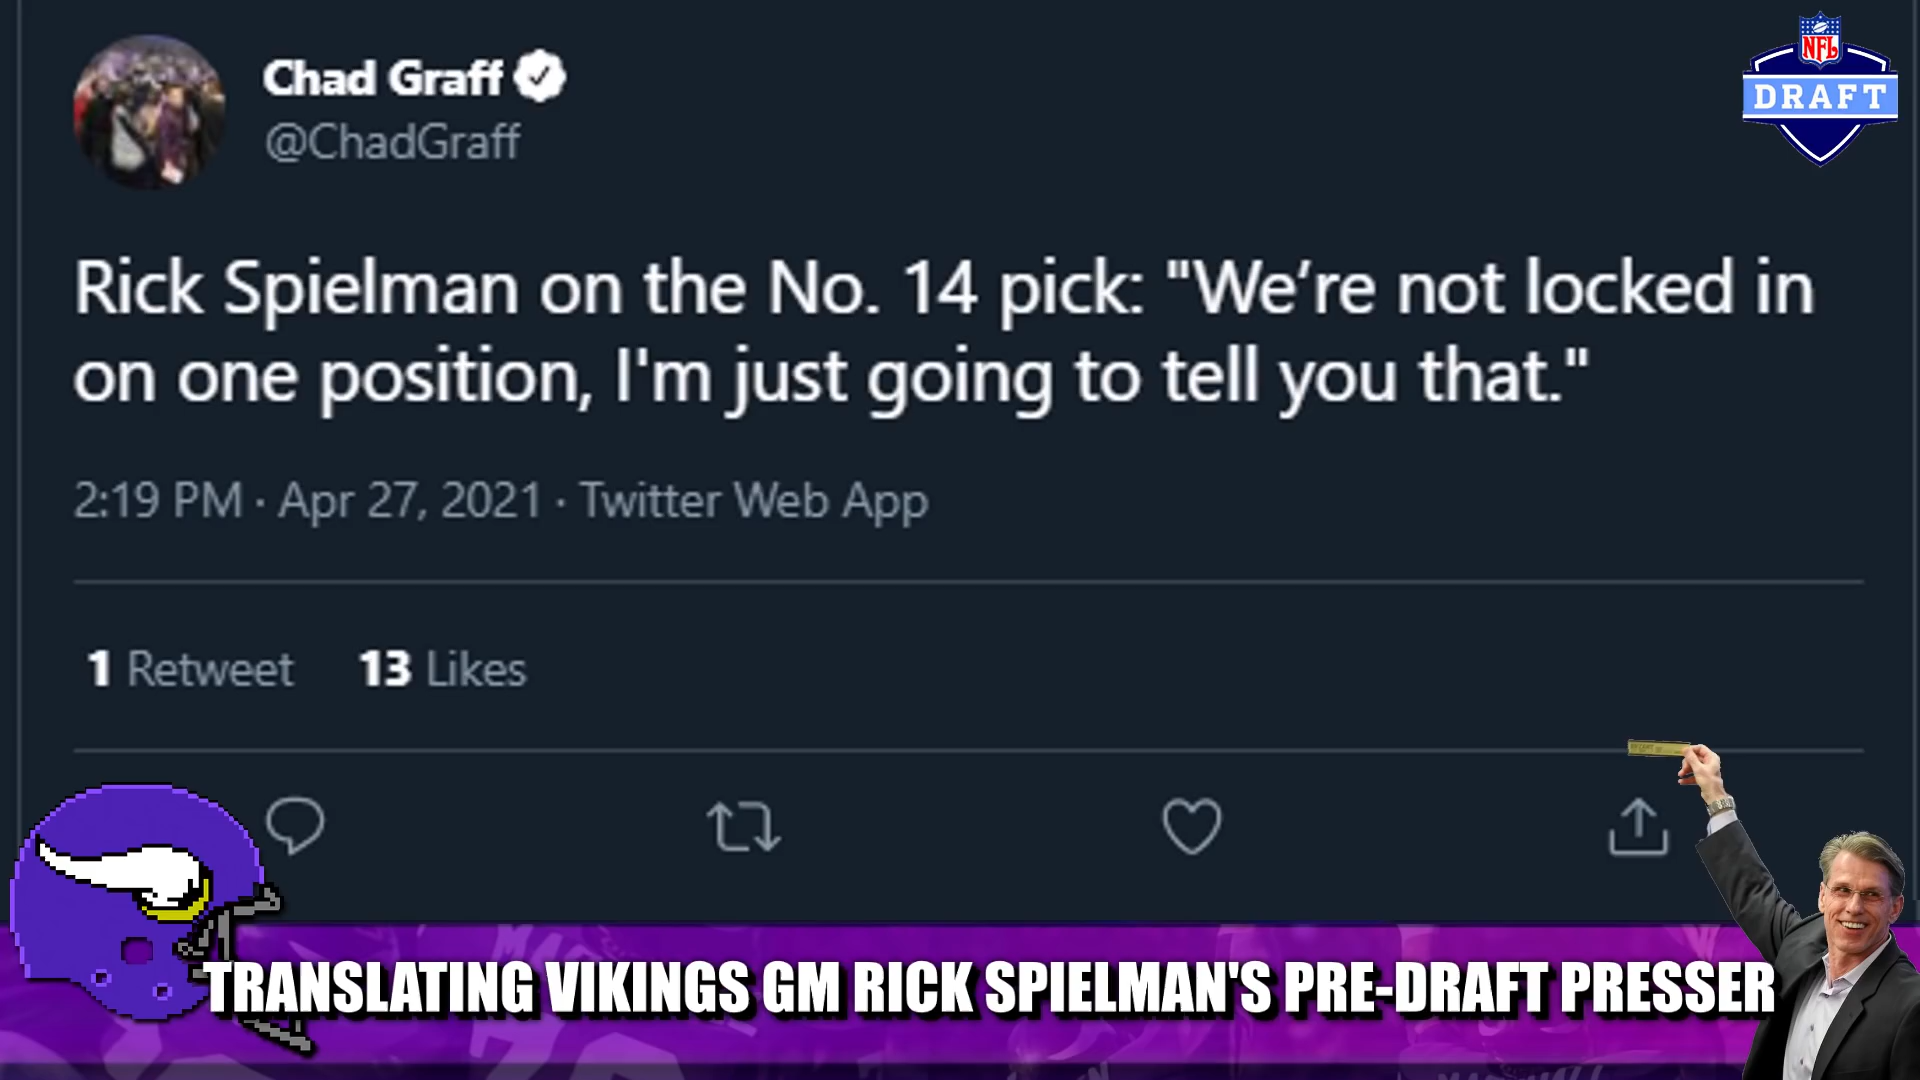 Chad Graff
@ChadGraff
NFL
DRAFT
Rick Spielman on the No. 14 pick: "We’re not locked in
on one position, I'm just going to tell you that."
2:19 PM · Apr 27, 2021 · Twitter Web App
1 Retweet 13 Likes
TRANSLATING VIKINGS GM RICK SPIELMAN'S PRE-DRAFT PRESSER